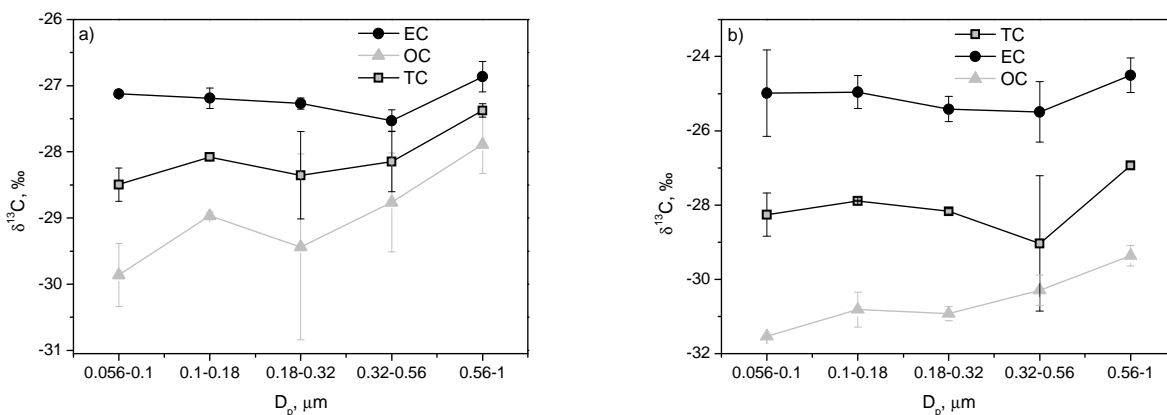 a)
EC
OC
TC
-26
-27
-28
-29
-30
-31
δ¹³C, ‰
0.056-0.1 0.1-0.18 0.18-0.32 0.32-0.56 0.56-1
Dₚ, μm
b)
TC
EC
OC
-24
-26
-28
-30
-32
δ¹³C, ‰
0.056-0.1 0.1-0.18 0.18-0.32 0.32-0.56 0.56-1
Dₚ, μm